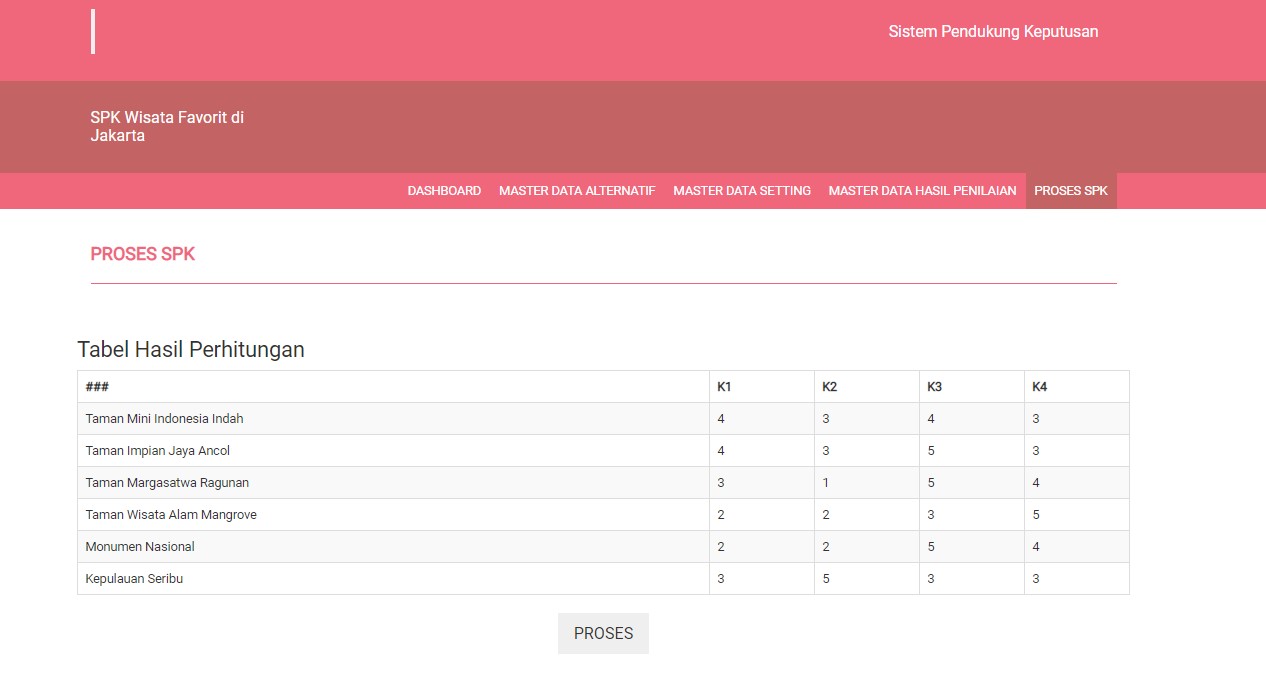 Sistem Pendukung Keputusan
SPK Wisata Favorit di
Jakarta
DASHBOARD MASTER DATA ALTERNATIF MASTER DATA SETTING MASTER DATA HASIL PENILAIAN PROSES SPK
PROSES SPK
Tabel Hasil Perhitungan
### K1 K2 K3 K4
Taman Mini Indonesia Indah 4 3 4 3
Taman Impian Jaya Ancol 4 3 5 3
Taman Margasatwa Ragunan 3 1 5 4
Taman Wisata Alam Mangrove 2 2 3 5
Monumen Nasional 2 2 5 4
Kepulauan Seribu 3 5 3 3
PROSES